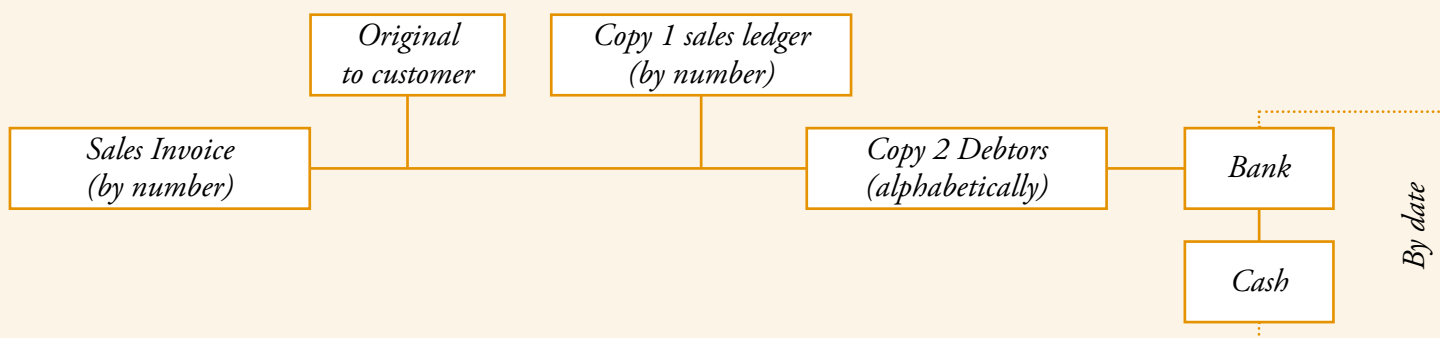 Original
to customer
Copy 1 sales ledger
(by number)
Sales Invoice
(by number)
Copy 2 Debtors
(alphabetically)
Bank
Cash
By date